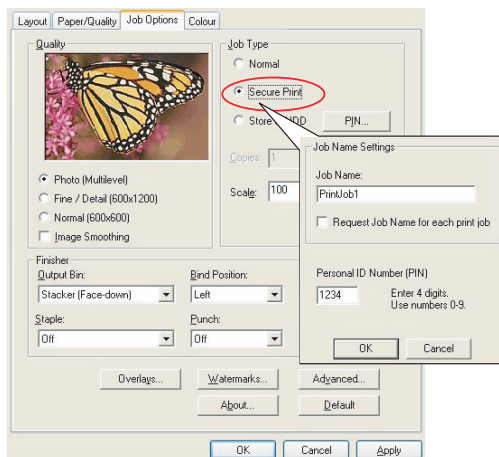 Layout Paper/Quality Job Options Colour
Quality
Photo (Multilevel)
Fine / Detail (600x1200)
Normal (600x600)
Image Smoothing
Job Type
Normal
Secure Print
Store DD
PIN...
Copies: 1
Scale: 100
Job Name Settings
Job Name:
PrintJob1
Request Job Name for each print job
Personal ID Number (PIN)
1234
Enter 4 digits.
Use numbers 0-9.
OK Cancel
Finisher
Output Bin: Bind Position:
Stacker (Face-down) Left
Staple: Punch:
Off Off
Overlays... Watermarks... Advanced...
About... Default
OK Cancel Apply